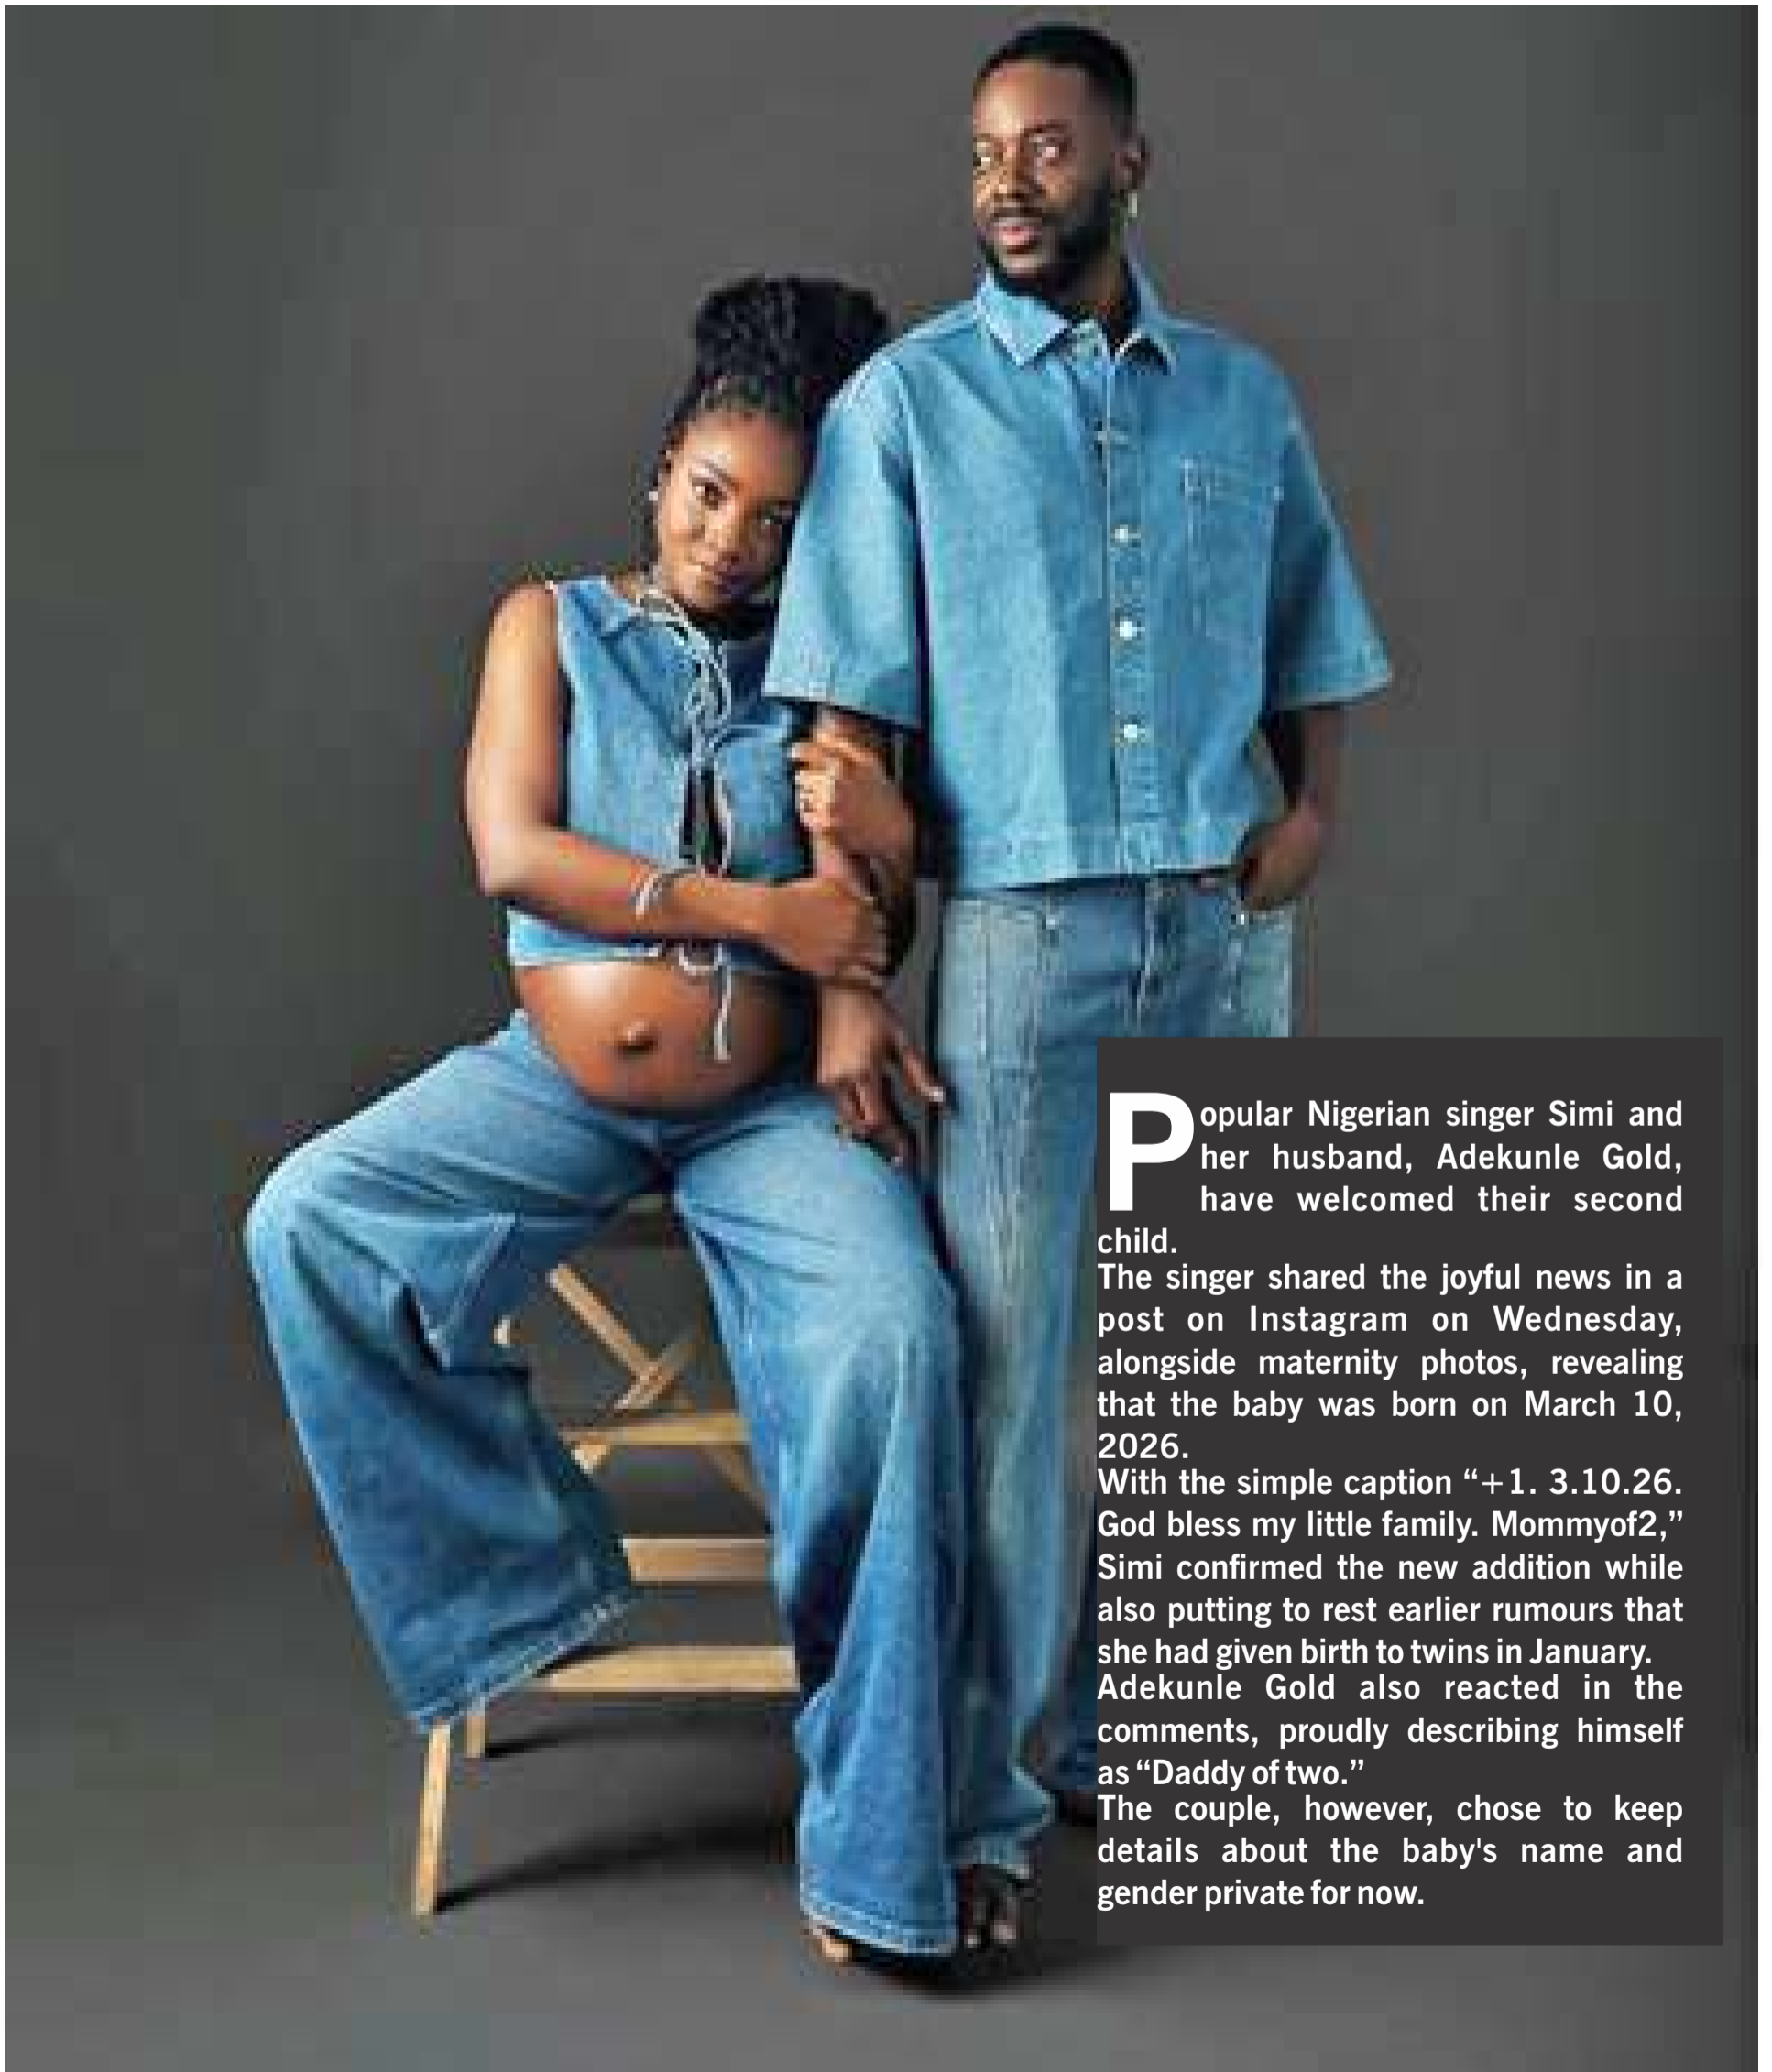 Popular Nigerian singer Simi and
her husband, Adekunle Gold,
have welcomed their second
child.
The singer shared the joyful news in a
post on Instagram on Wednesday,
alongside maternity photos, revealing
that the baby was born on March 10,
2026.
With the simple caption “+1. 3.10.26.
God bless my little family. Mommyof2,”
Simi confirmed the new addition while
also putting to rest earlier rumours that
she had given birth to twins in January.
Adekunle Gold also reacted in the
comments, proudly describing himself
as “Daddy of two.”
The couple, however, chose to keep
details about the baby's name and
gender private for now.